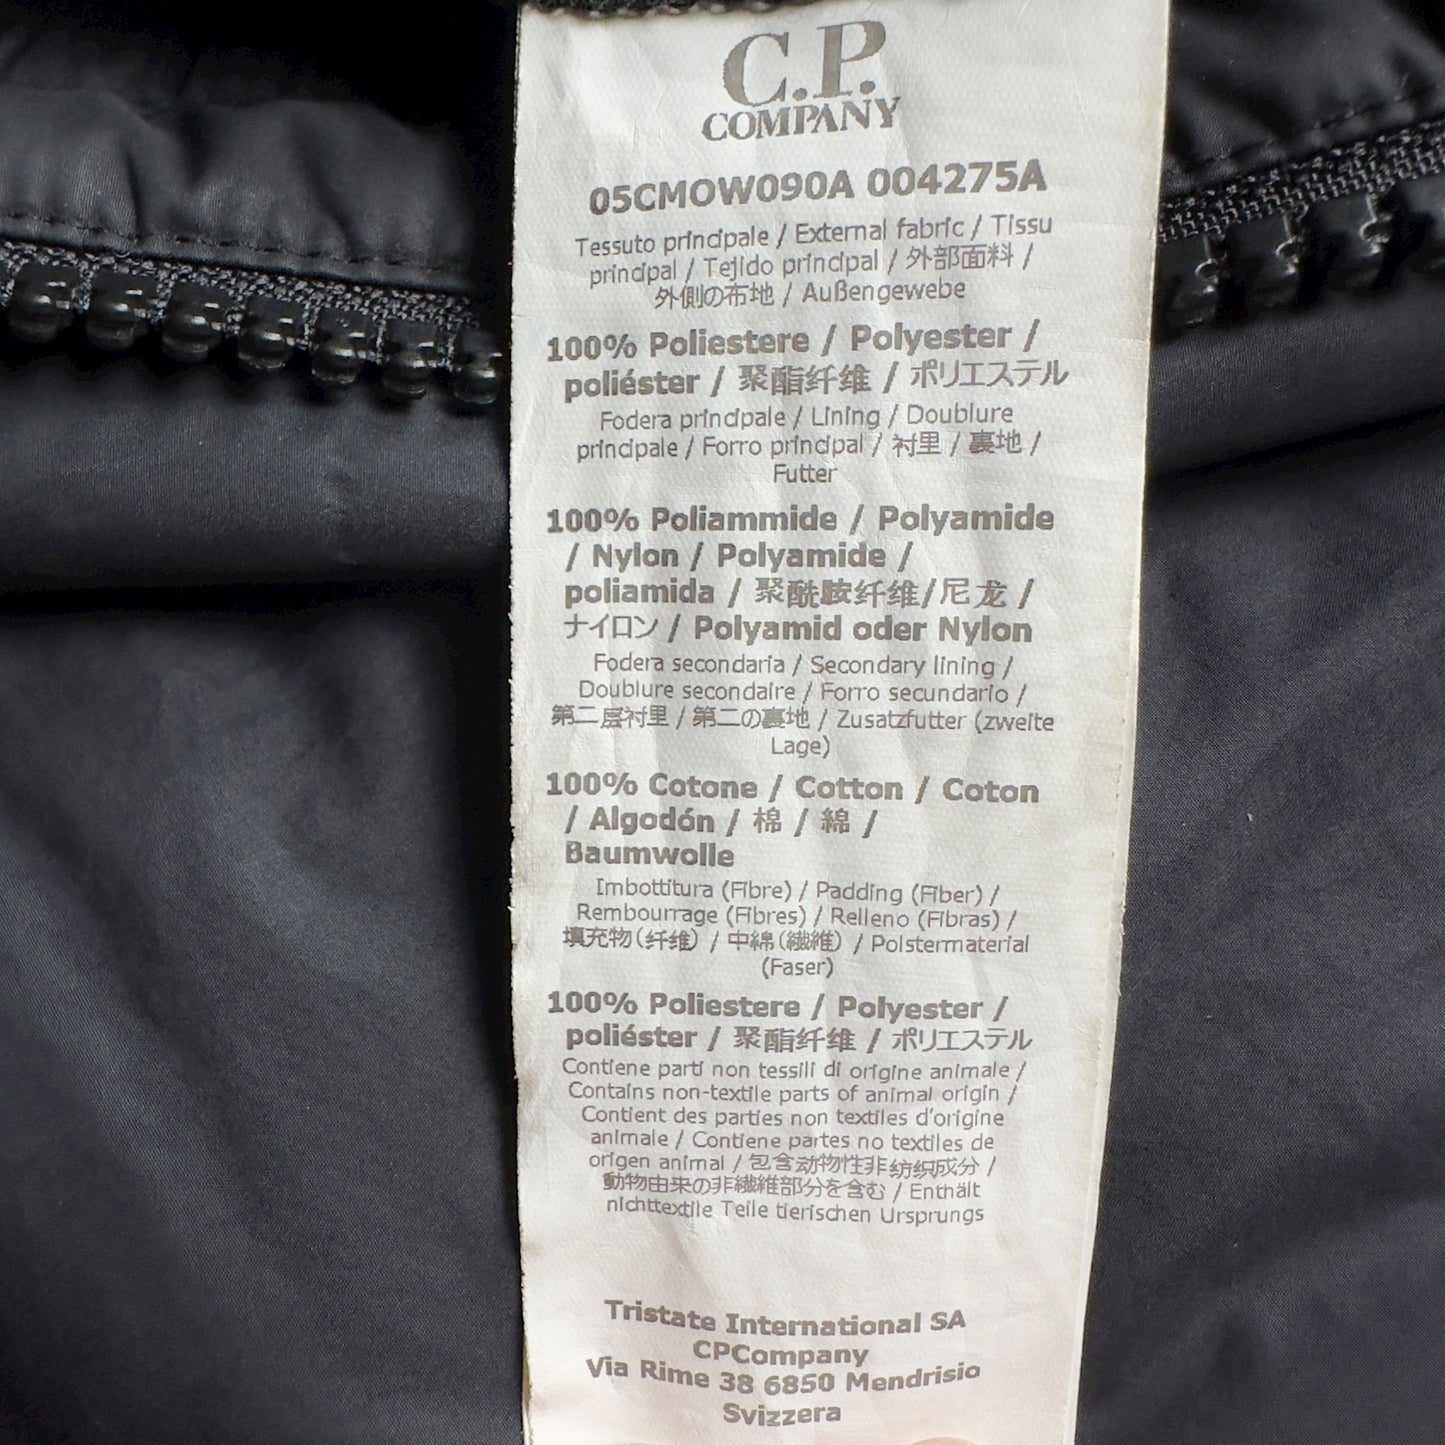 C.P.
COMPANY
05CMOW090A 004275A
Tessuto principale / External fabric / Tissu
principal / Tejido principal / 外部面料 /
外側の布地 / Außengewebe
100% Poliestere / Polyester /
poliéster / 聚酯纤维 / ポリエステル
Fodera principale / Lining / Doublure
principale / Forro principal / 衬里 / 裏地 /
Futter
100% Poliammide / Polyamide
/ Nylon / Polyamide /
poliamida / 聚酰胺纤维/尼龙 /
ナイロン / Polyamid oder Nylon
Fodera secondaria / Secondary lining /
Doublure secondaire / Forro secundario /
第二层衬里 / 第二の裏地 / Zusatzfutter (zweite
Lage)
100% Cotone / Cotton / Coton
/ Algodón / 棉 / 綿 /
Baumwolle
Imbottitura (Fibre) / Padding (Fiber) /
Rembourrage (Fibres) / Relleno (Fibras) /
填充物(纤维) / 中綿(繊維) / Polstermaterial
(Faser)
100% Poliestere / Polyester /
poliéster / 聚酯纤维 / ポリエステル
Contiene parti non tessili di origine animale /
Contains non-textile parts of animal origin /
Contient des parties non textiles d'origine
animale / Contiene partes no textiles de
origen animal / 包含动物性非纺织成分 /
動物由来の非繊維部分を含む / Enthält
nichttextile Teile tierischen Ursprungs
Tristate International SA
CPCompany
Via Rime 38 6850 Mendrisio
Svizzera